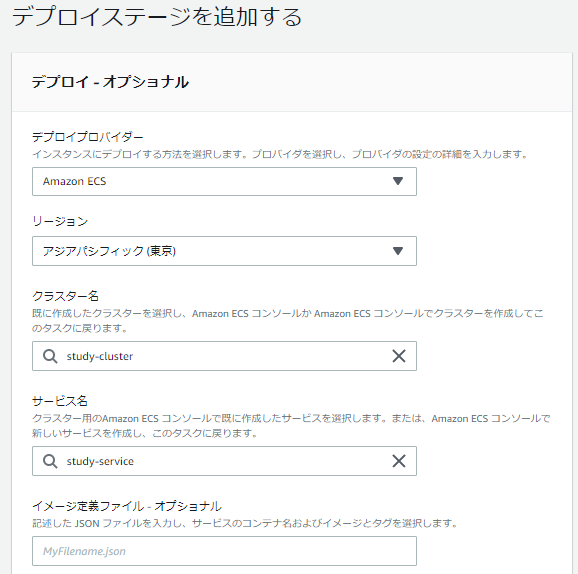 デプロイステージを追加する
デプロイ - オプショナル
デプロイプロバイダー
インスタンスにデプロイする方法を選択します。プロバイダを選択し、プロバイダの設定の詳細を入力します。
Amazon ECS
リージョン
アジアパシフィック (東京)
クラスター名
既に作成したクラスターを選択し、Amazon ECS コンソールか Amazon ECS コンソールでクラスターを作成してこ
のタスクに戻ります。
study-cluster
サービス名
クラスター用のAmazon ECS コンソールで既に作成したサービスを選択します。または、Amazon ECS コンソールで
新しいサービスを作成し、このタスクに戻ります。
study-service
イメージ定義ファイル - オプショナル
記述した JSON ファイルを入力し、サービスのコンテナ名およびイメージとタグを選択します。
MyFilename.json